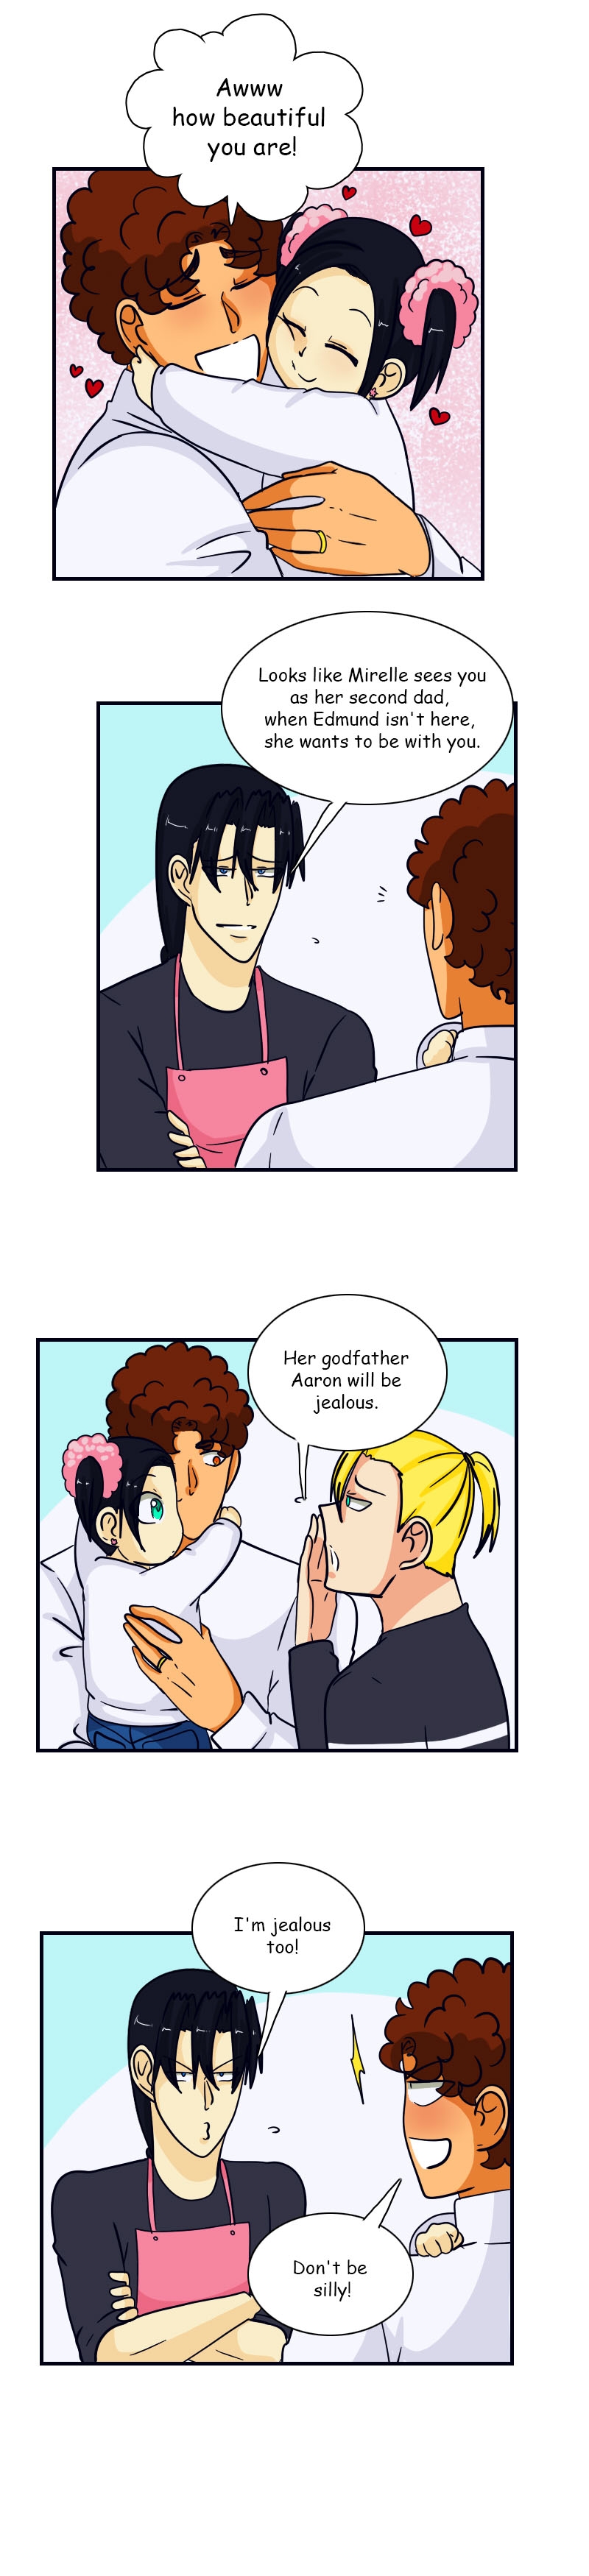 Awww
how beautiful
you are!
Looks like Mirelle sees you
as her second dad,
when Edmund isn't here,
she wants to be with you.
Her godfather
Aaron will be
jealous.
I'm jealous
too!
Don't be
silly!